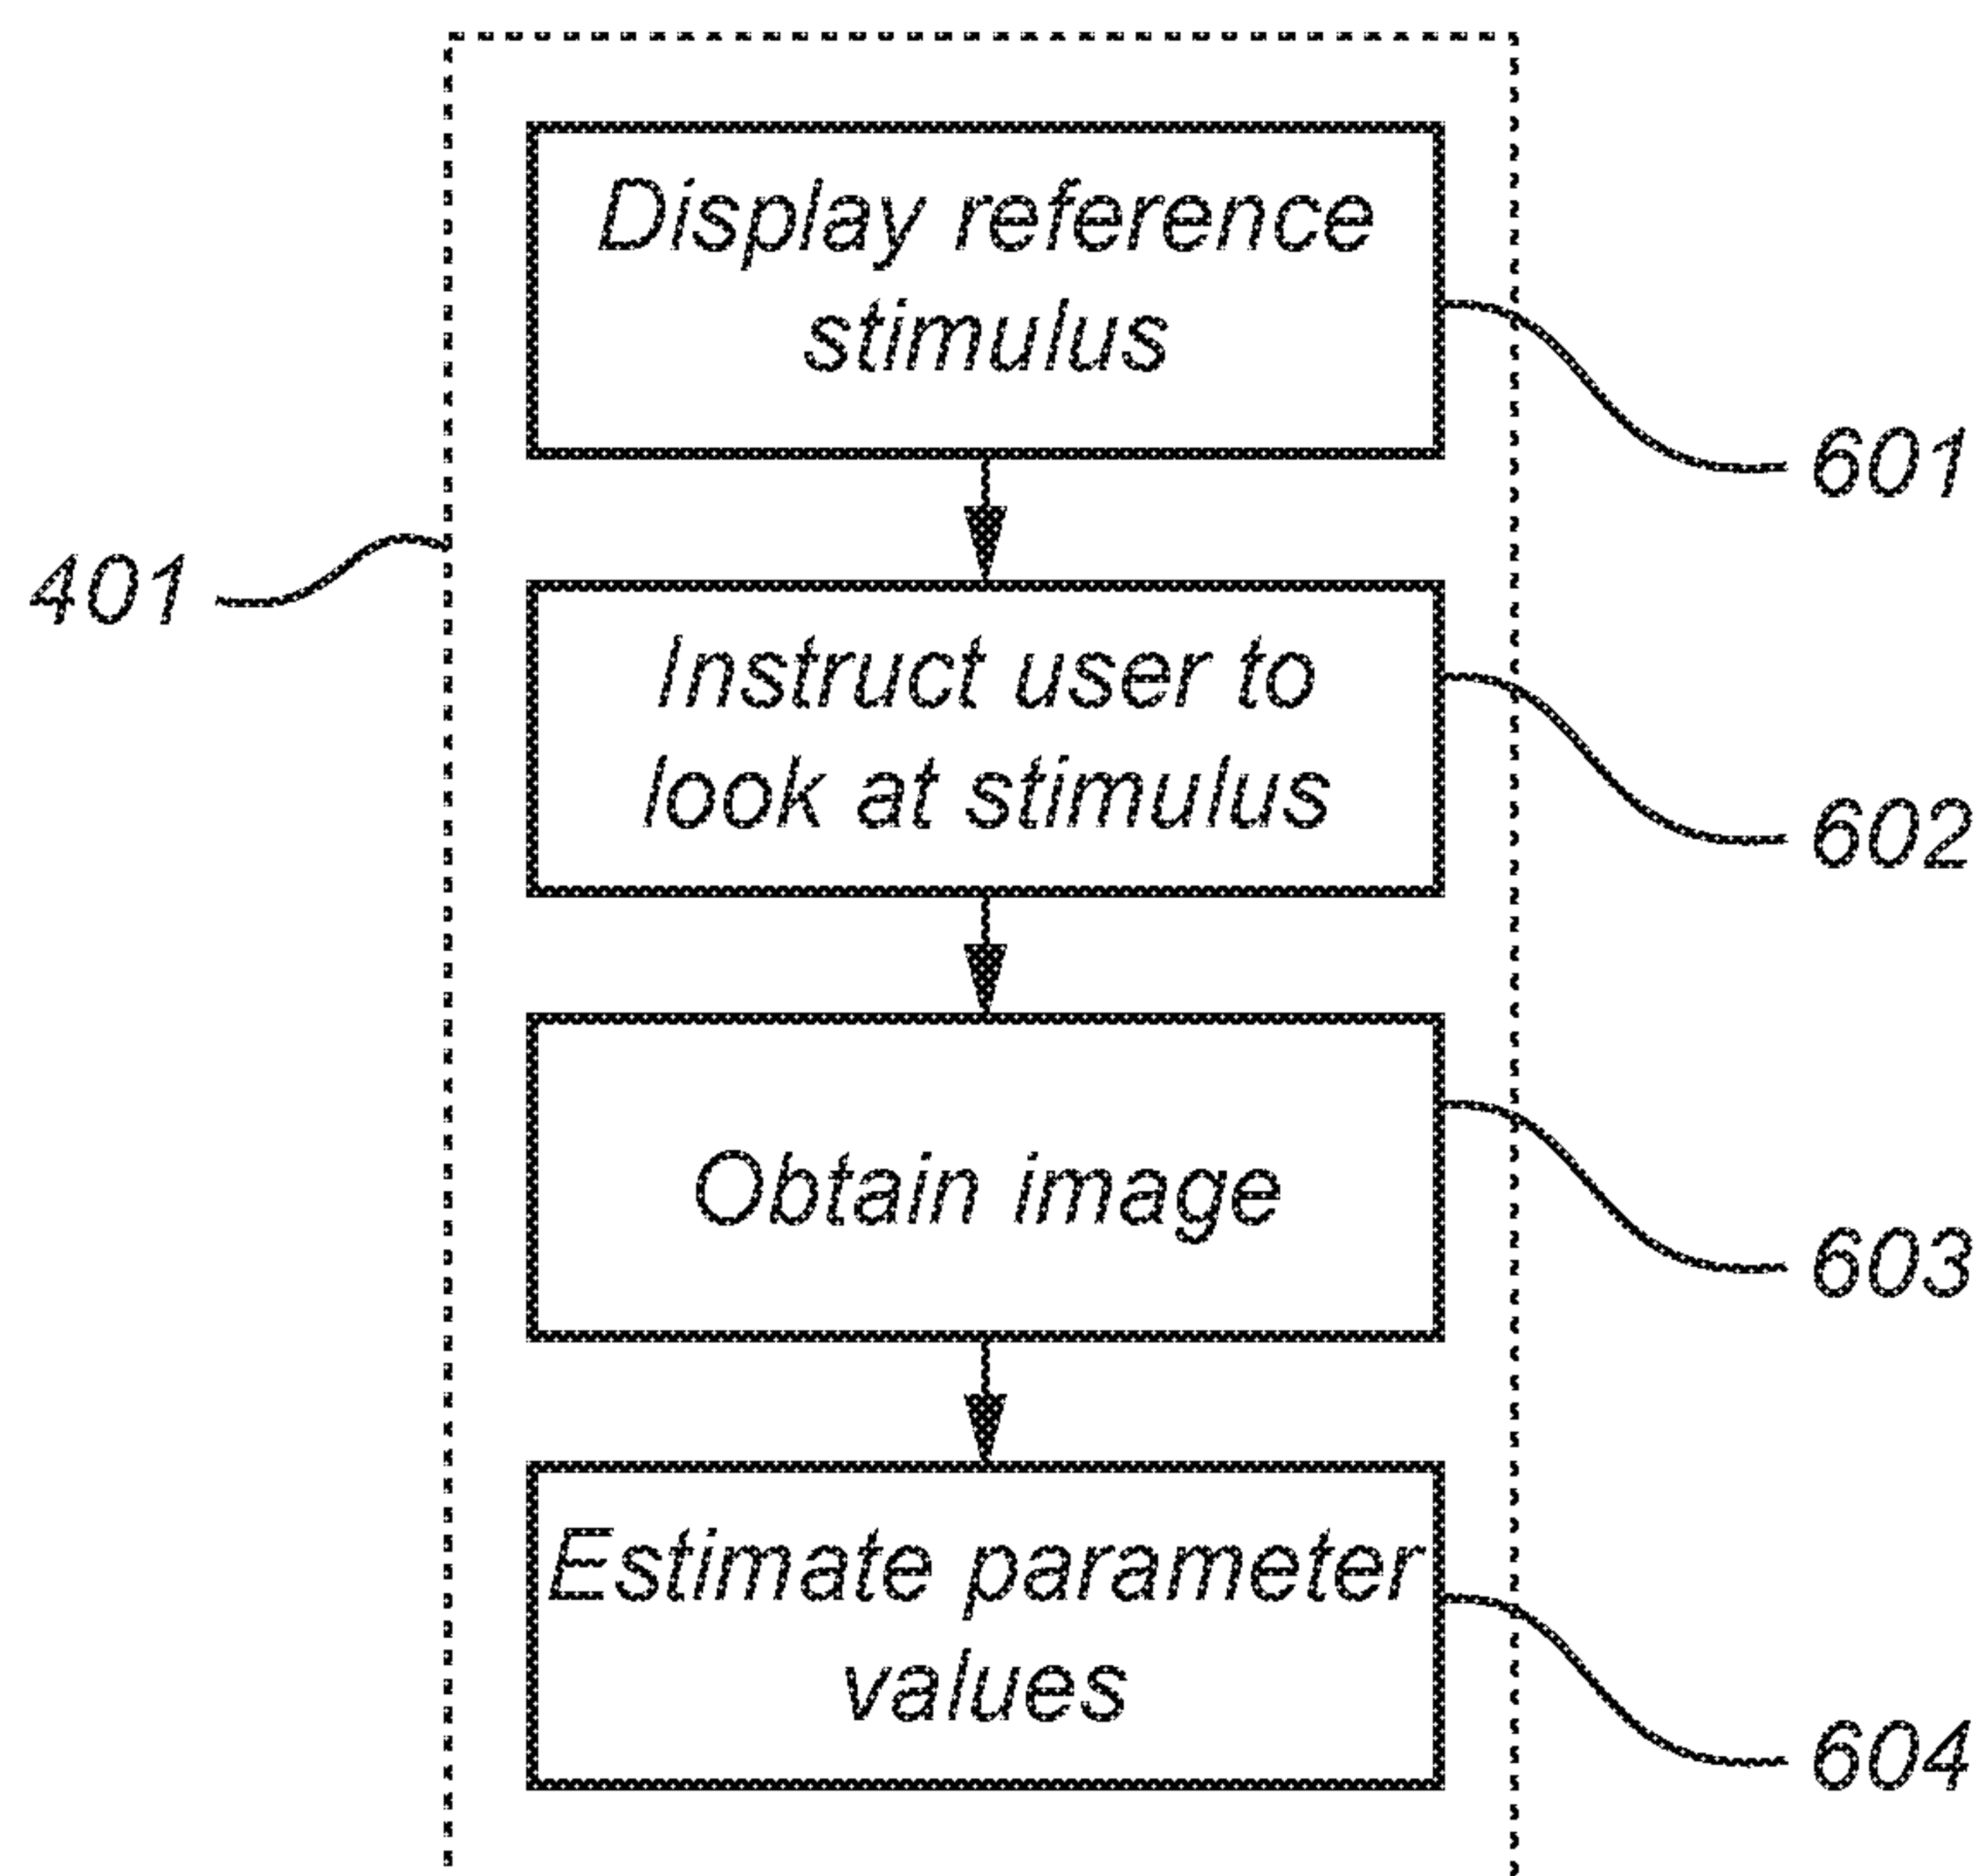 Display reference
stimulus
601
401
Instruct user to
look at stimulus
602
Obtain image
603
Estimate parameter
values
604